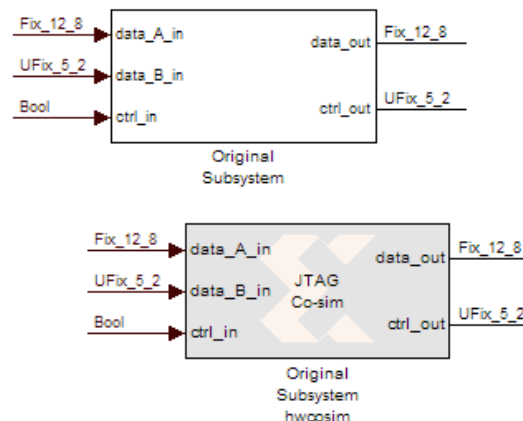 Fix_12_8
data_A_in
data_out
Fix_12_8
UFix_5_2
data_B_in
Bool
ctrl_in
ctrl_out
UFix_5_2
Original
Subsystem
Fix_12_8
data_A_in
data_out
Fix_12_8
UFix_5_2
data_B_in
JTAG
Co-sim
Bool
ctrl_in
ctrl_out
UFix_5_2
Original
Subsystem
hwcosim